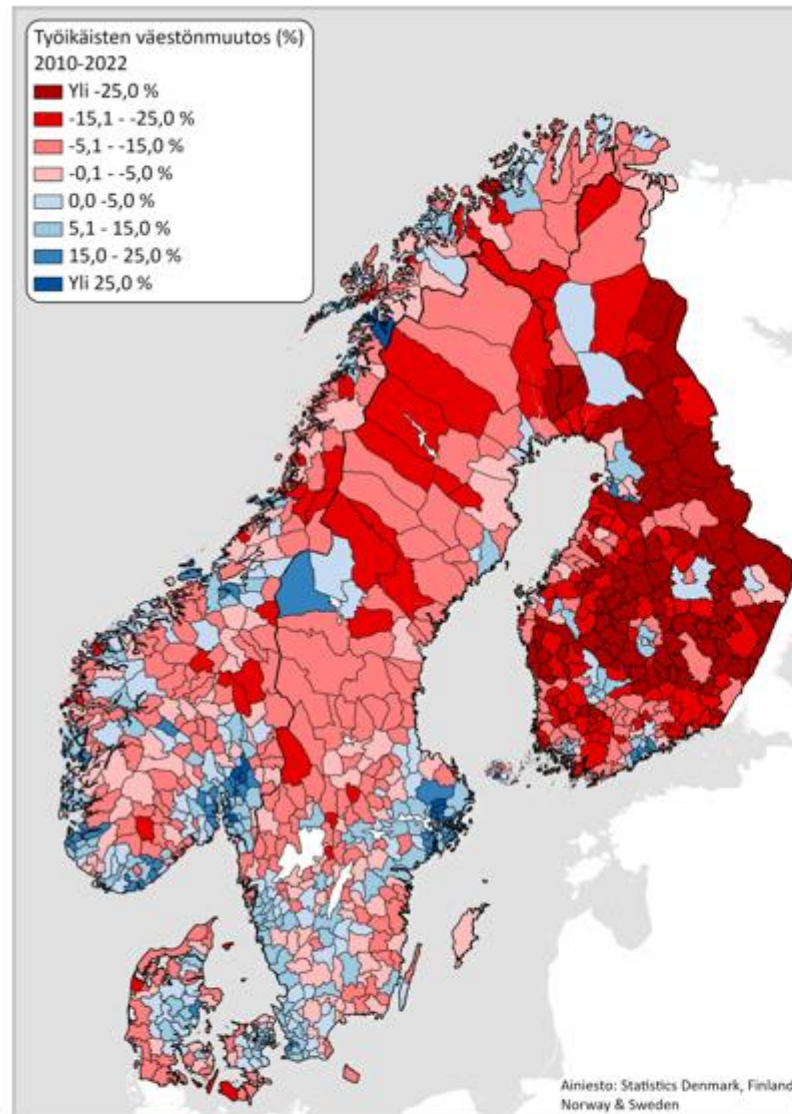 Työikäisten väestönmuutos (%)
2010-2022
Yli -25,0 %
-15,1 - -25,0 %
-5,1 - -15,0 %
-0,1 - -5,0 %
0,0 -5,0 %
5,1 - 15,0 %
15,0 - 25,0 %
Yli 25,0 %
Ainiesto: Statistics Denmark, Finland
Norway & Sweden